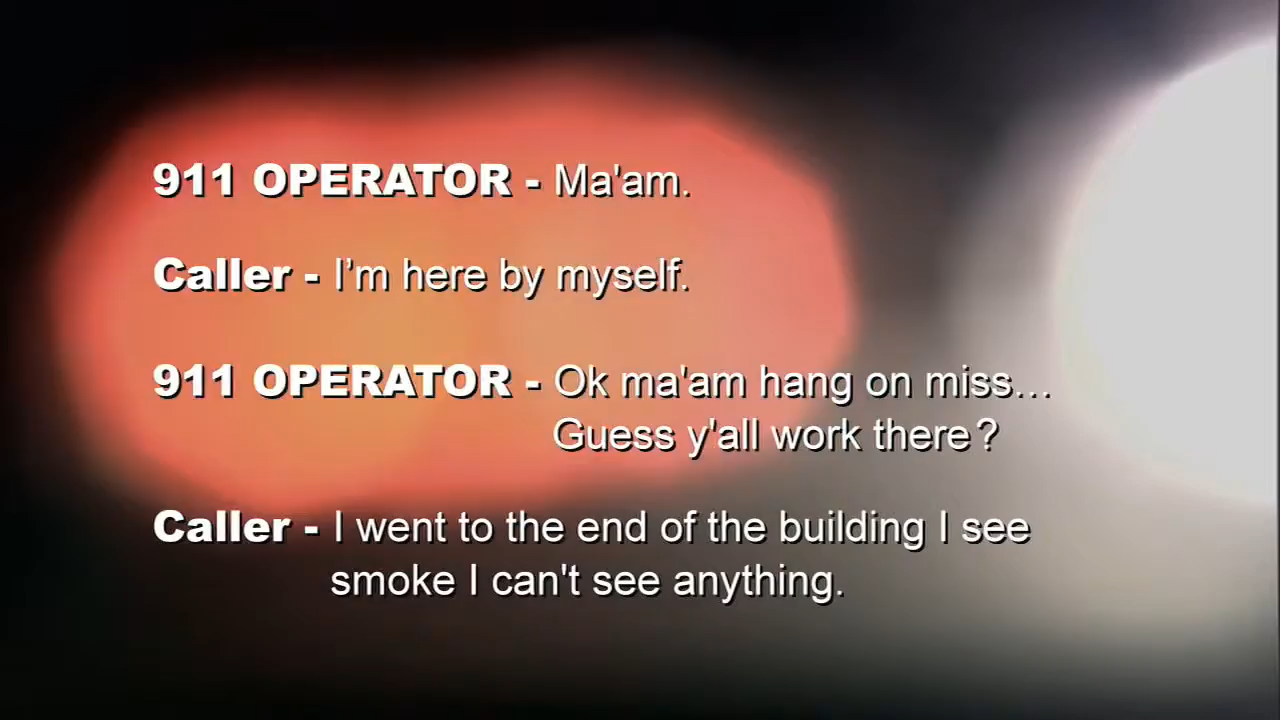 911 OPERATOR - Ma'am.
Caller - I’m here by myself.
911 OPERATOR - Ok ma'am hang on miss…
Guess y'all work there?
Caller - I went to the end of the building I see
smoke I can't see anything.